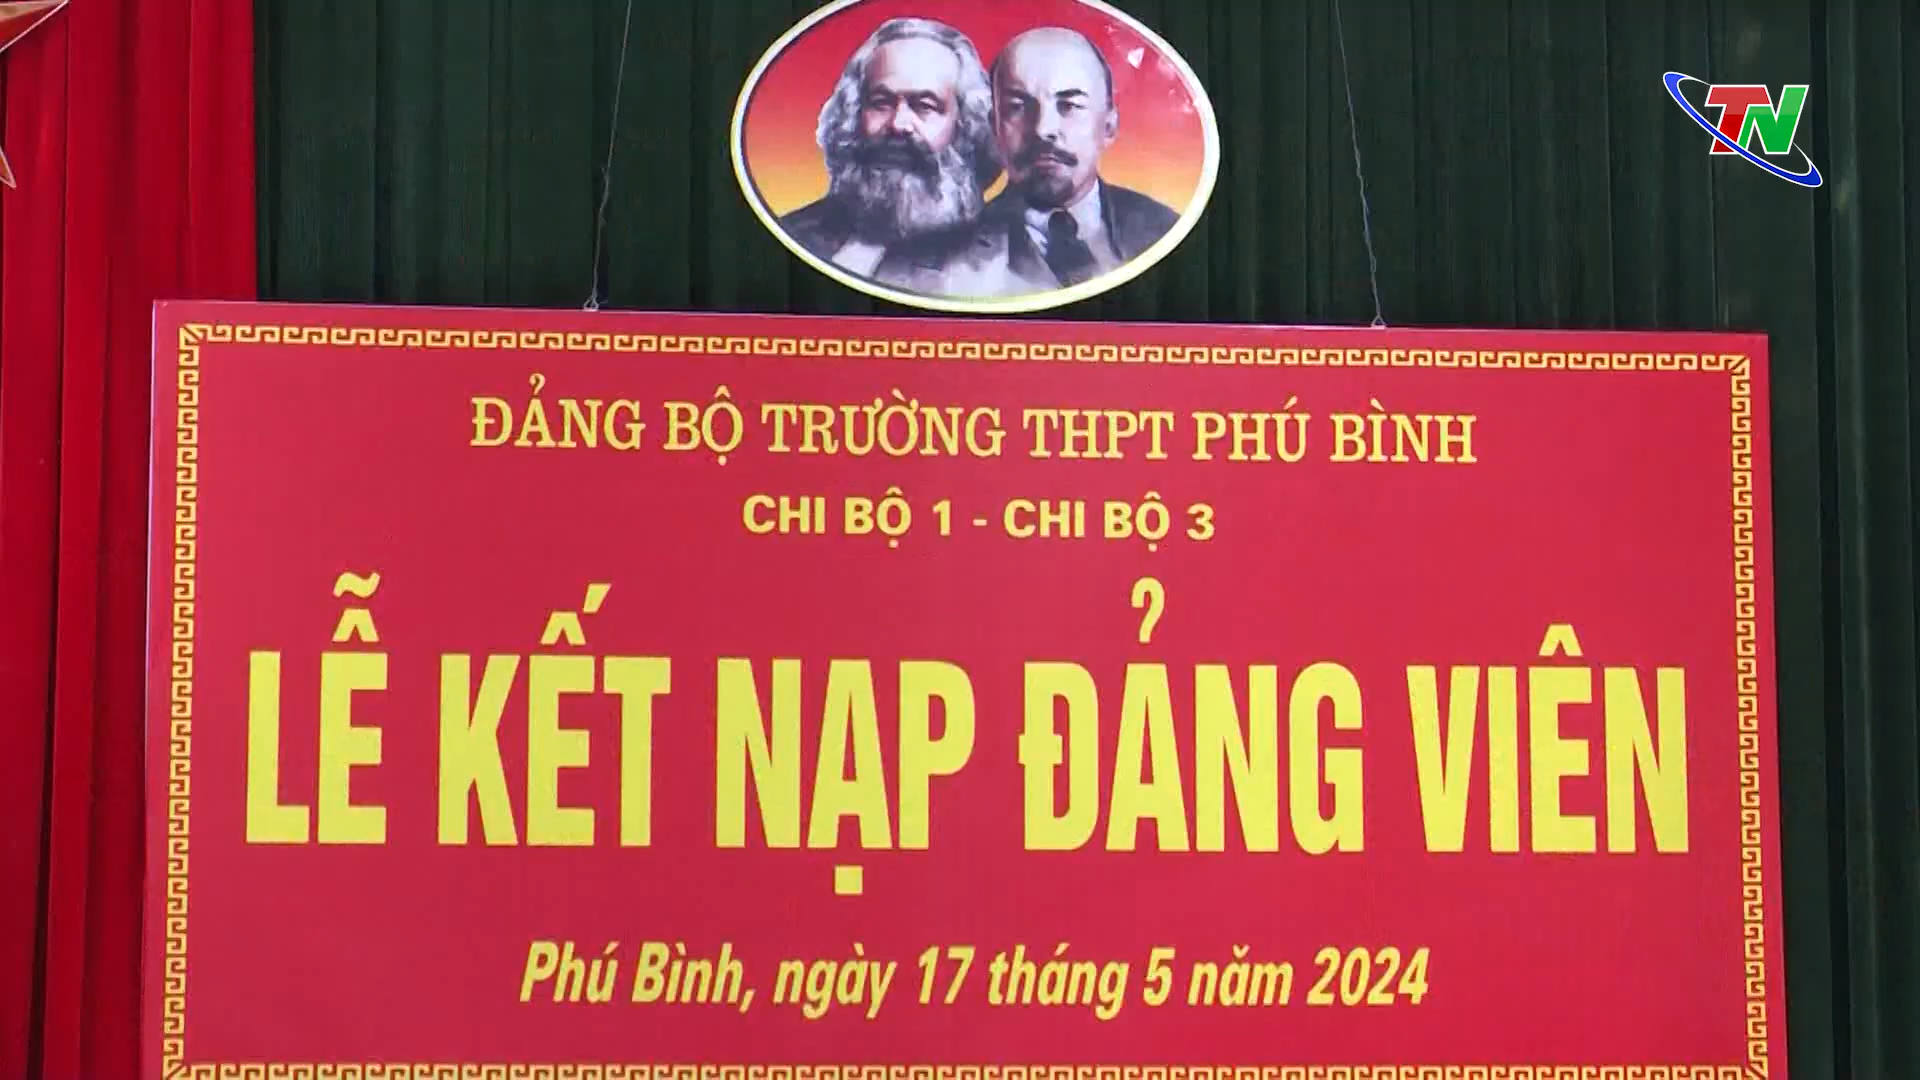 TN
ĐẢNG BỘ TRƯỜNG THPT PHÚ BÌNH
CHI BỘ 1 - CHI BỘ 3
LỄ KẾT NẠP ĐẢNG VIÊN
Phú Bình, ngày 17 tháng 5 năm 2024